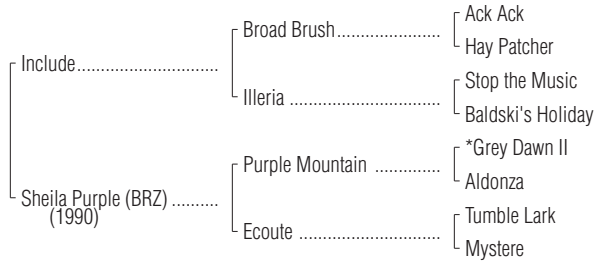 Ack Ack
Broad Brush
Hay Patcher
Include
Stop the Music
Illeria
Baldski's Holiday
*Grey Dawn II
Purple Mountain
Aldonza
Sheila Purple (BRZ)
(1990)
Tumble Lark
Ecoute
Mystere